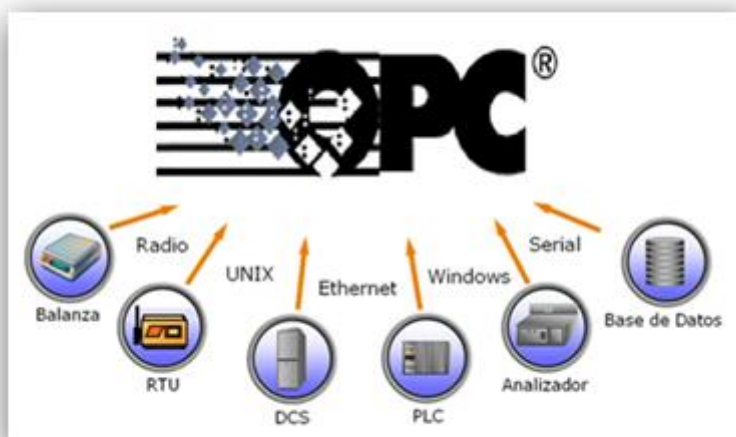 OPC®
Radio
UNIX
Ethernet
Windows
Serial
Balanza
RTU
DCS
PLC
Analizador
Base de Datos